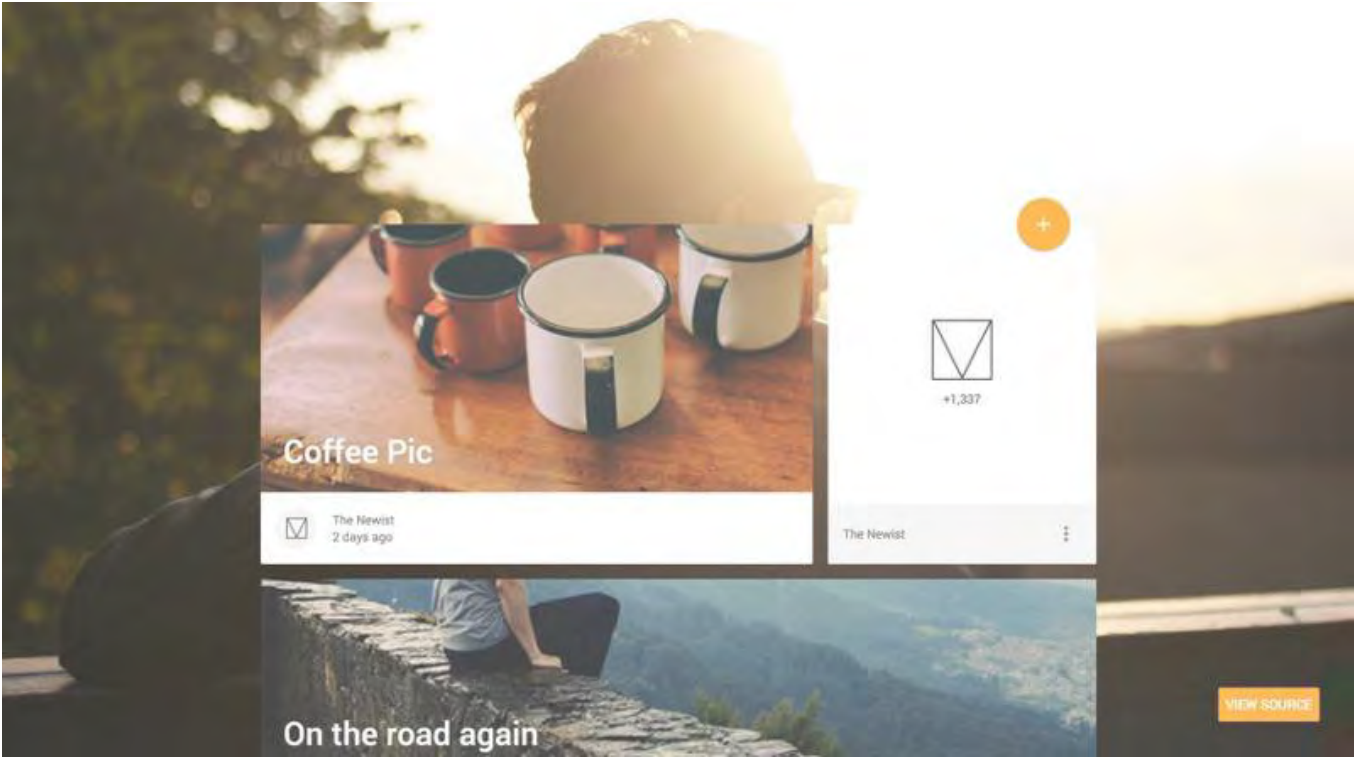 +
+1,337
Coffee Pic
The Newist
2 days ago
The Newist
On the road again
VIEW SOURCE